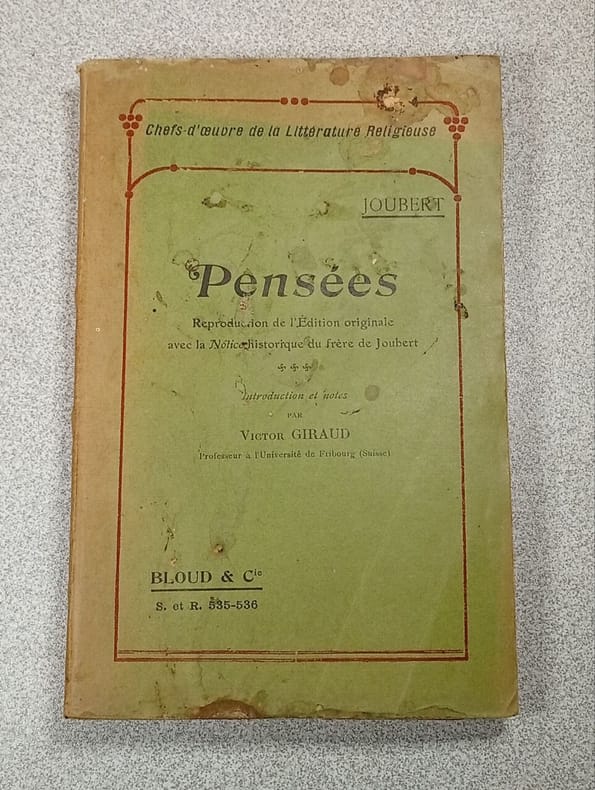 Chefs-d'œuvre de la Littérature Religieuse
JOUBERT
Pensées
Reproduction de l'Édition originale
avec la Notice historique du frère de Joubert
Introduction et notes
PAR
VICTOR GIRAUD
Professeur à l'Université de Fribourg (Suisse)
BLOUD & Cie
S. et R. 535-536